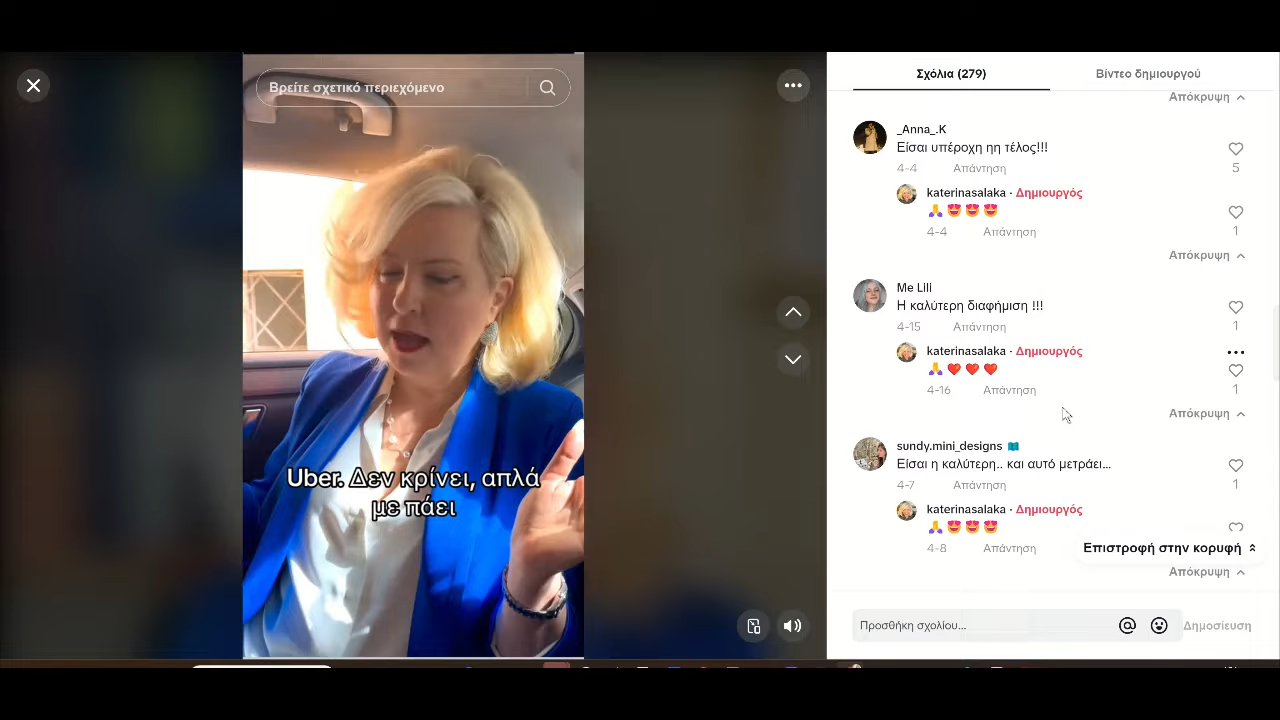 Βρείτε σχετικό περιεχόμενο
Uber. Δεν κρίνει, απλά
με πάει
Σχόλια (279)
Βίντεο δημιουργού
Απόκρυψη
_Anna_.K
Είσαι υπέροχη ηη τέλος!!!
4-4 Απάντηση
5
katerinasalaka · Δημιουργός
🙏😍😍😍
4-4 Απάντηση
1
Απόκρυψη
Me Lili
Η καλύτερη διαφήμιση !!!
4-15 Απάντηση
1
katerinasalaka · Δημιουργός
🙏❤️❤️❤️
4-16 Απάντηση
1
Απόκρυψη
sundy.mini_designs
Είσαι η καλύτερη.. και αυτό μετράει...
4-7 Απάντηση
1
katerinasalaka · Δημιουργός
🙏😍😍😍
4-8 Απάντηση
Επιστροφή στην κορυφή
Απόκρυψη
Προσθήκη σχολίου...
Δημοσίευση